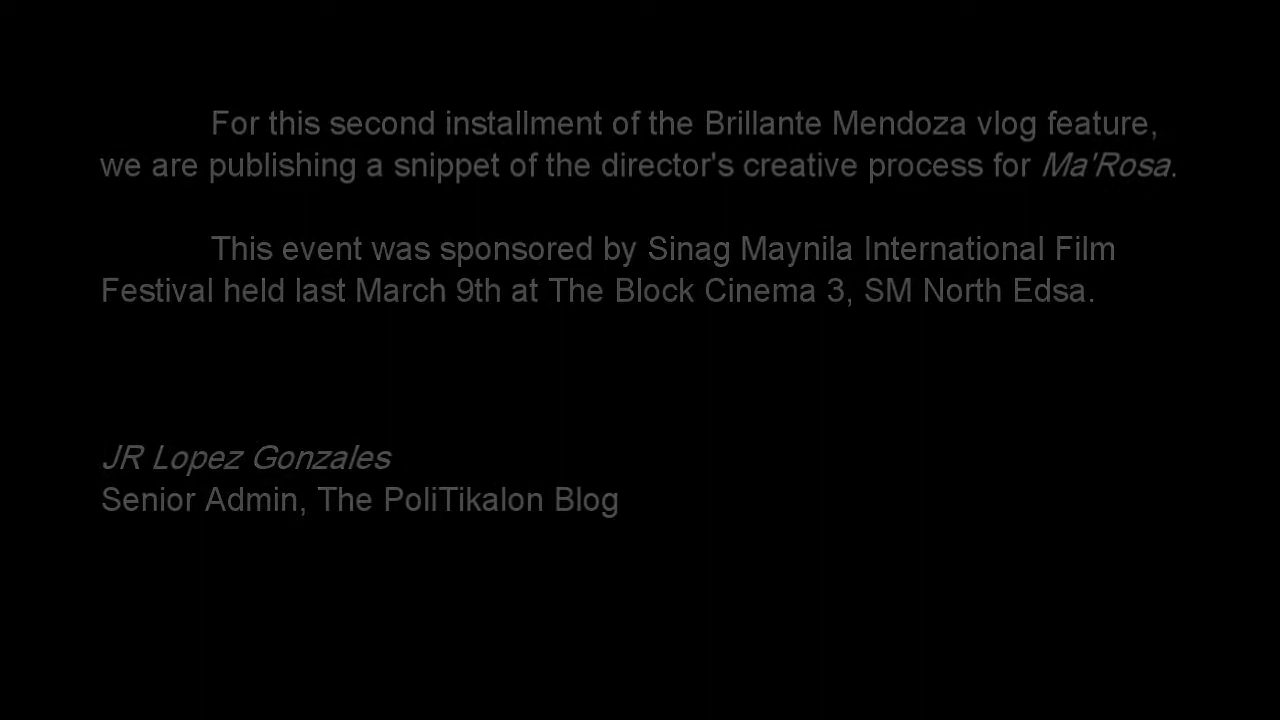 For this second installment of the Brillante Mendoza vlog feature,
we are publishing a snippet of the director's creative process for Ma'Rosa.
This event was sponsored by Sinag Maynila International Film
Festival held last March 9th at The Block Cinema 3, SM North Edsa.
JR Lopez Gonzales
Senior Admin, The PoliTikalon Blog